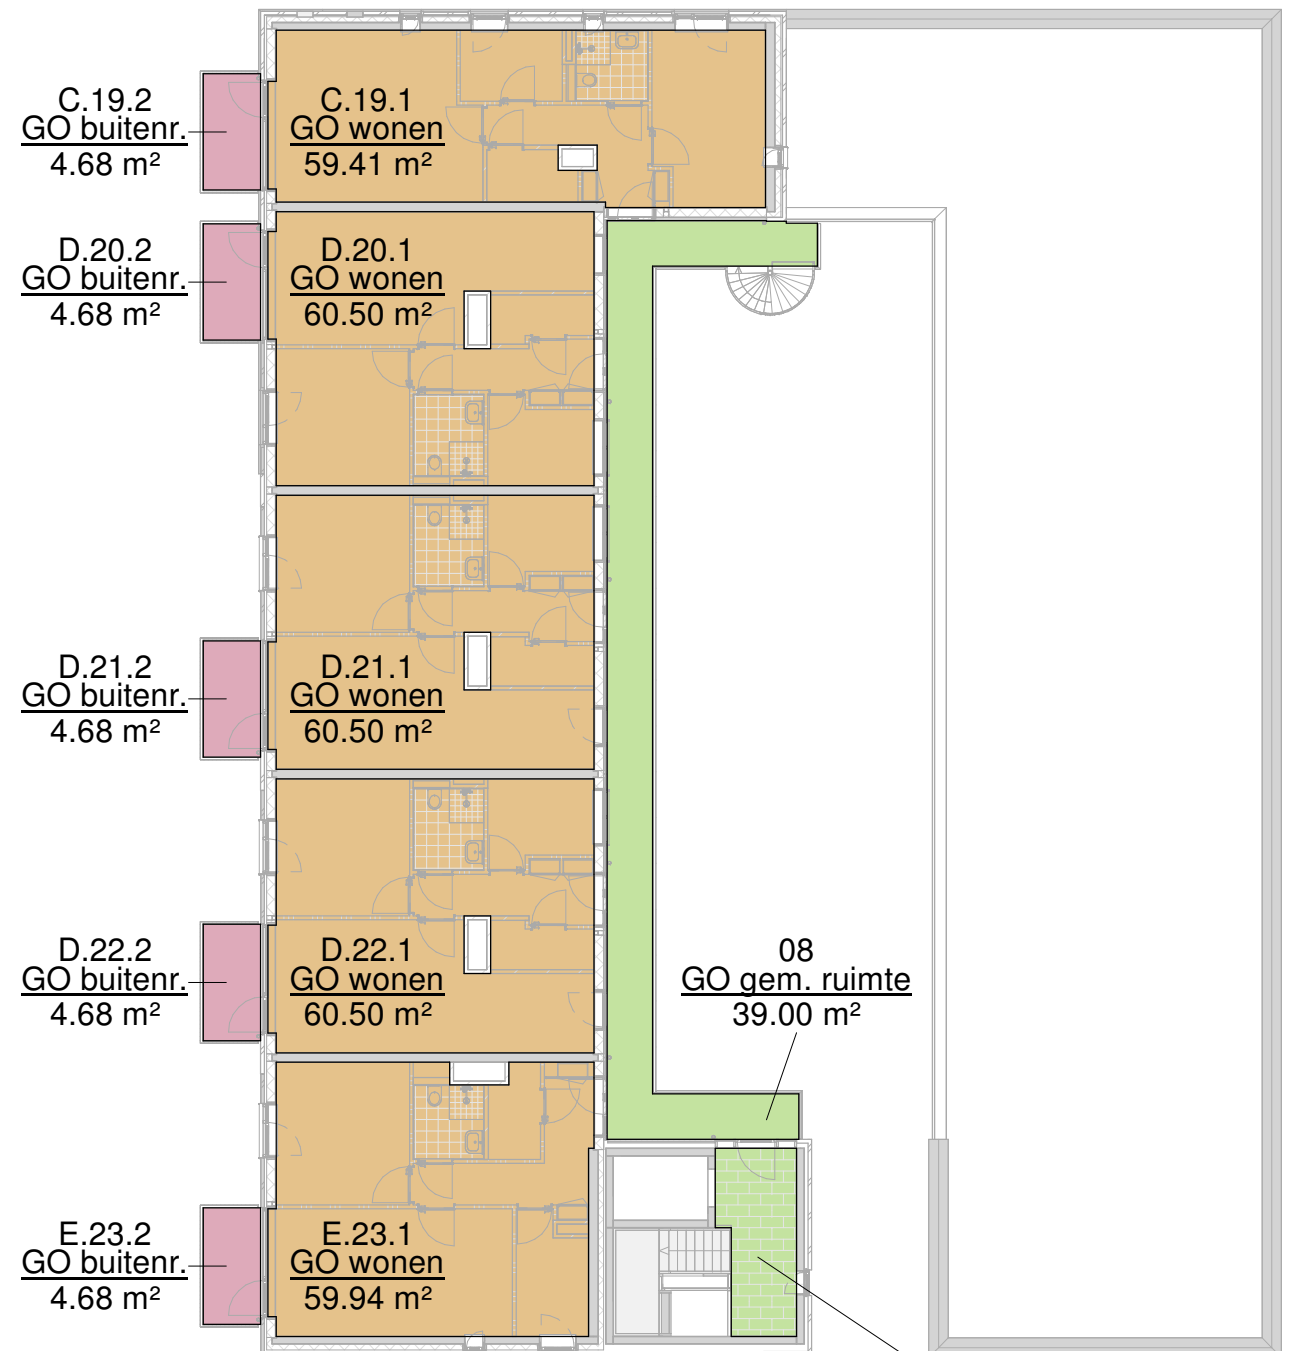 C.19.2
GO buitenr.
4.68 m²
C.19.1
GO wonen
59.41 m²
D.20.2
GO buitenr.
4.68 m²
D.20.1
GO wonen
60.50 m²
D.21.2
GO buitenr.
4.68 m²
D.21.1
GO wonen
60.50 m²
D.22.2
GO buitenr.
4.68 m²
D.22.1
GO wonen
60.50 m²
08
GO gem. ruimte
39.00 m²
E.23.2
GO buitenr.
4.68 m²
E.23.1
GO wonen
59.94 m²